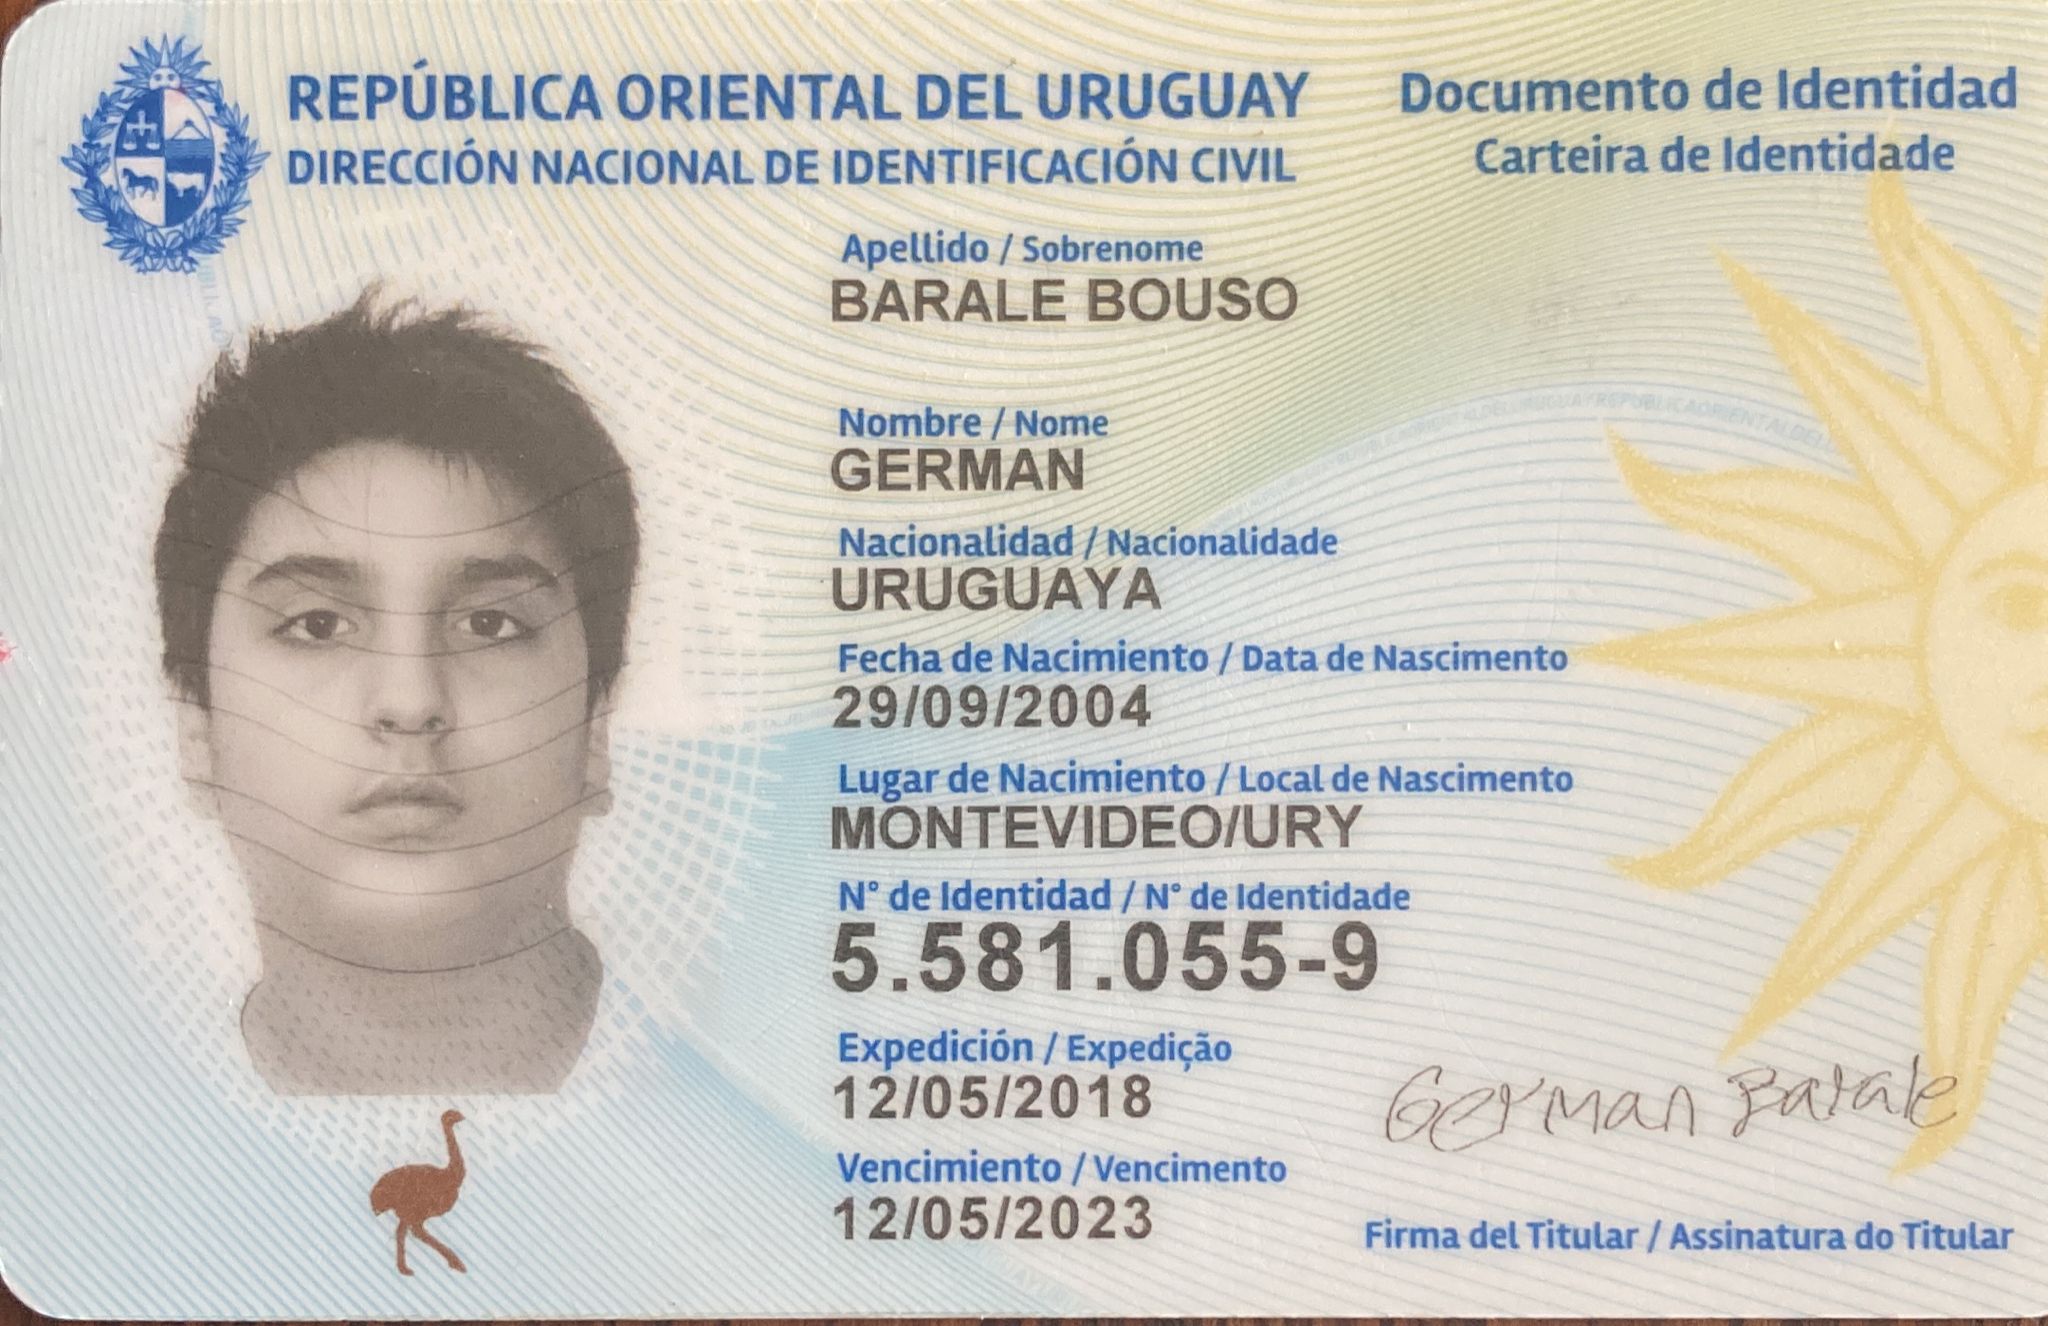 REPÚBLICA ORIENTAL DEL URUGUAY
DIRECCIÓN NACIONAL DE IDENTIFICACIÓN CIVIL
Documento de Identidad
Carteira de Identidade
Apellido / Sobrenome
BARALE BOUSO
Nombre / Nome
GERMAN
Nacionalidad / Nacionalidade
URUGUAYA
Fecha de Nacimiento / Data de Nascimento
29/09/2004
Lugar de Nacimiento / Local de Nascimento
MONTEVIDEO/URY
N° de Identidad / N° de Identidade
5.581.055-9
Expedición / Expedição
12/05/2018
Vencimiento / Vencimento
12/05/2023
German Barale
Firma del Titular / Assinatura do Titular